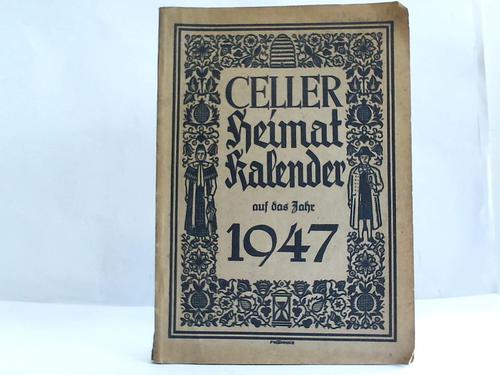 CELLER
Heimat
Kalender
auf das Jahr
1947